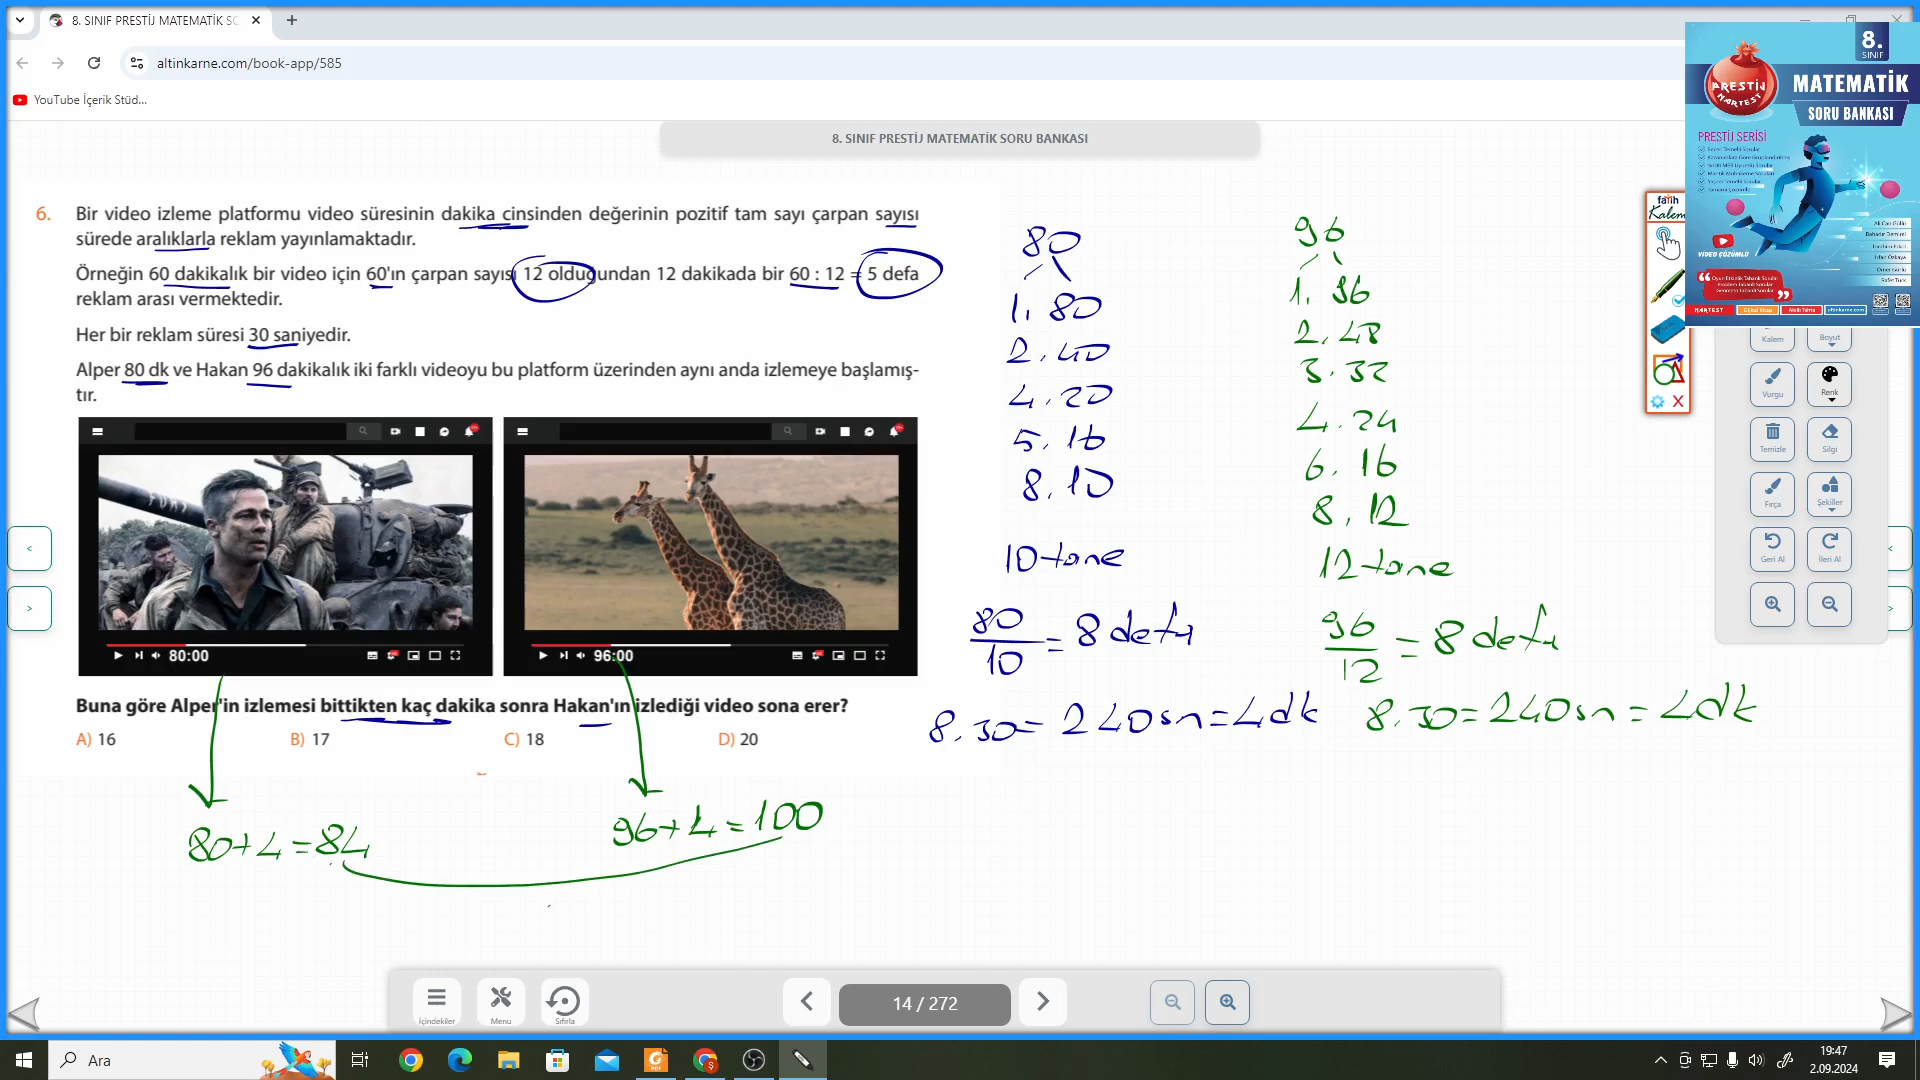 8. SINIF PRESTİJ MATEMATİK SO
altinkarne.com/book-app/585
YouTube İçerik Stüd...
8. SINIF PRESTİJ MATEMATİK SORU BANKASI
6. Bir video izleme platformu video süresinin dakika cinsinden değerinin pozitif tam sayı çarpan sayısı
sürede aralıklarla reklam yayınlamaktadır.
Örneğin 60 dakikalık bir video için 60'ın çarpan sayısı 12 olduğundan 12 dakikada bir 60 : 12 = 5 defa
reklam arası vermektedir.
Her bir reklam süresi 30 saniyedir.
Alper 80 dk ve Hakan 96 dakikalık iki farklı videoyu bu platform üzerinden aynı anda izlemeye başlamış-
tır.
80:00
96:00
Buna göre Alper'in izlemesi bittikten kaç dakika sonra Hakan'ın izlediği video sona erer?
A) 16 B) 17 C) 18 D) 20
80+4=84
96+4=100
80
1.80
2.40
4.20
5.16
8.10
10 tane
80/10 = 8 defa
8.30= 240sn=4dk
96
1.96
2.48
3.32
4.24
6.16
8.12
12 tane
96/12 = 8 defa
8.30=240sn=4dk
fatih
Kalem
8.
SINIF
PRESTİJ
NARTEST
MATEMATİK
SORU BANKASI
PRESTİJ SERİSİ
VIDEO ÇÖZÜMLÜ
NARTEST
Kalem
Boyut
Vurgu
Renk
Temizle
Silgi
Fırça
Şekiller
Geri Al
İleri Al
İçindekiler
Menu
Sıfırla
14 / 272
Ara
19:47
2.09.2024